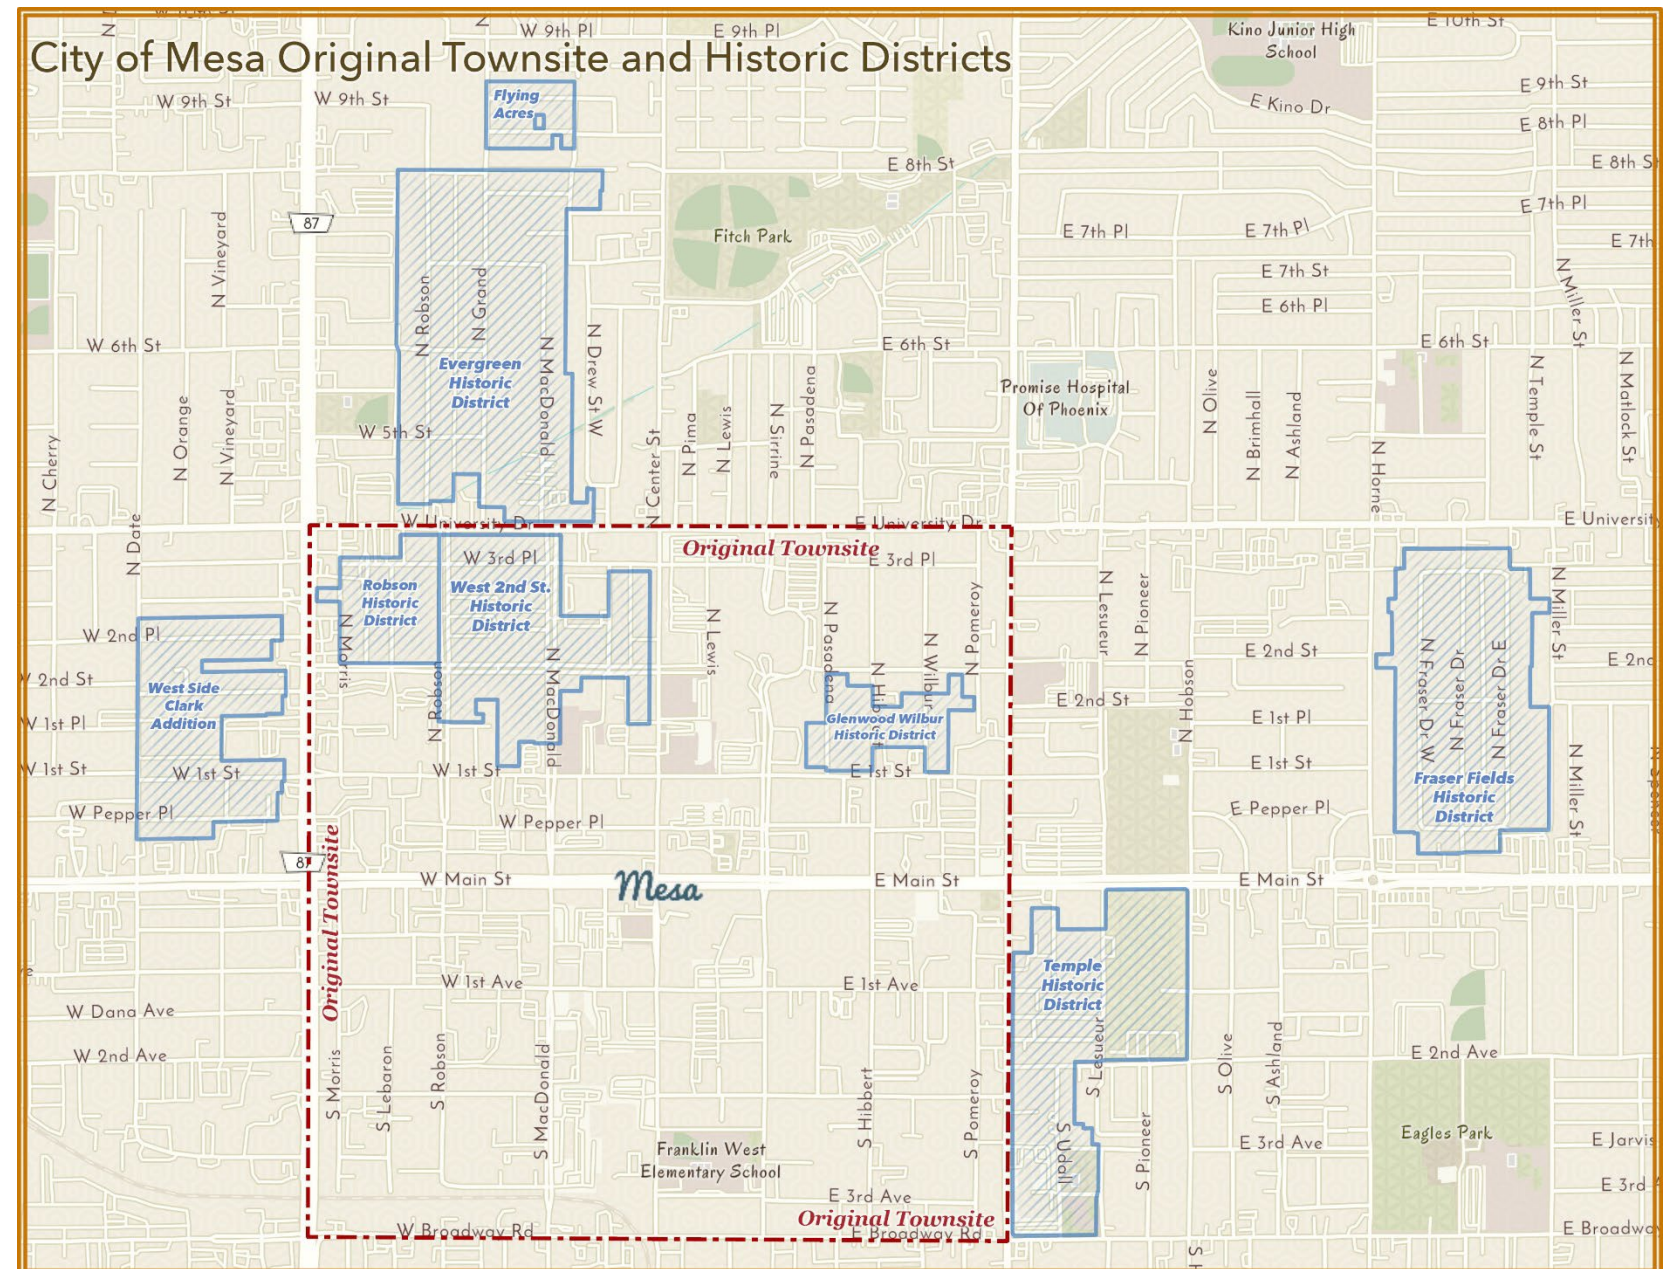 W 10th St
E 10th St
W 9th Pl
E 9th Pl
Kino Junior High
School
City of Mesa Original Townsite and Historic Districts
W 9th St
W 9th St
Flying
Acres
E Kino Dr
E 9th St
E 8th Pl
E 8th St
E 8th St
87
N Vineyard
Fitch Park
E 7th Pl
E 7th Pl
E 7th Pl
E 7th
E 7th St
E 6th Pl
N Miller St
N Robson
N Grand
N MacDonald
N Drew St W
W 6th St
E 6th St
E 6th St
Evergreen
Historic
District
Promise Hospital
Of Phoenix
W 5th St
N Cherry
N Orange
N Vineyard
N Center St
N Pima
N Lewis
N Sirrine
N Pasadena
N Olive
N Brimhall
N Ashland
N Horne
N Temple St
N Matlock St
N Date
W University Dr
E University Dr
E University
Original Townsite
W 3rd Pl
E 3rd Pl
Robson
Historic
District
West 2nd St.
Historic
District
N Morris
N Robson
N MacDonald
N Lewis
N Pasadena
N Wilbur
N Pomeroy
N Lesueur
N Pioneer
N Hobson
N Miller St
W 2nd Pl
E 2nd St
W 2nd St
E 2nd St
West Side
Clark
Addition
W 1st Pl
E 1st Pl
Glenwood Wilbur
Historic District
N Fraser Dr W
N Fraser Dr
N Fraser Dr E
W 1st St
W 1st St
W 1st St
E 1st St
E 1st St
Fraser Fields
Historic
District
N Miller St
W Pepper Pl
W Pepper Pl
E Pepper Pl
87
Original Townsite
W Main St
Mesa
E Main St
E Main St
Temple
Historic
District
W 1st Ave
E 1st Ave
W Dana Ave
W 2nd Ave
E 2nd Ave
S Morris
S Lebaron
S Robson
S MacDonald
S Hibbert
S Pomeroy
S Lesueur
S Udall
S Pioneer
S Olive
S Ashland
Franklin West
Elementary School
E 3rd Ave
Eagles Park
E Jarvis
E 3rd Ave
E 3rd
Original Townsite
W Broadway Rd
E Broadway Rd
E Broadway